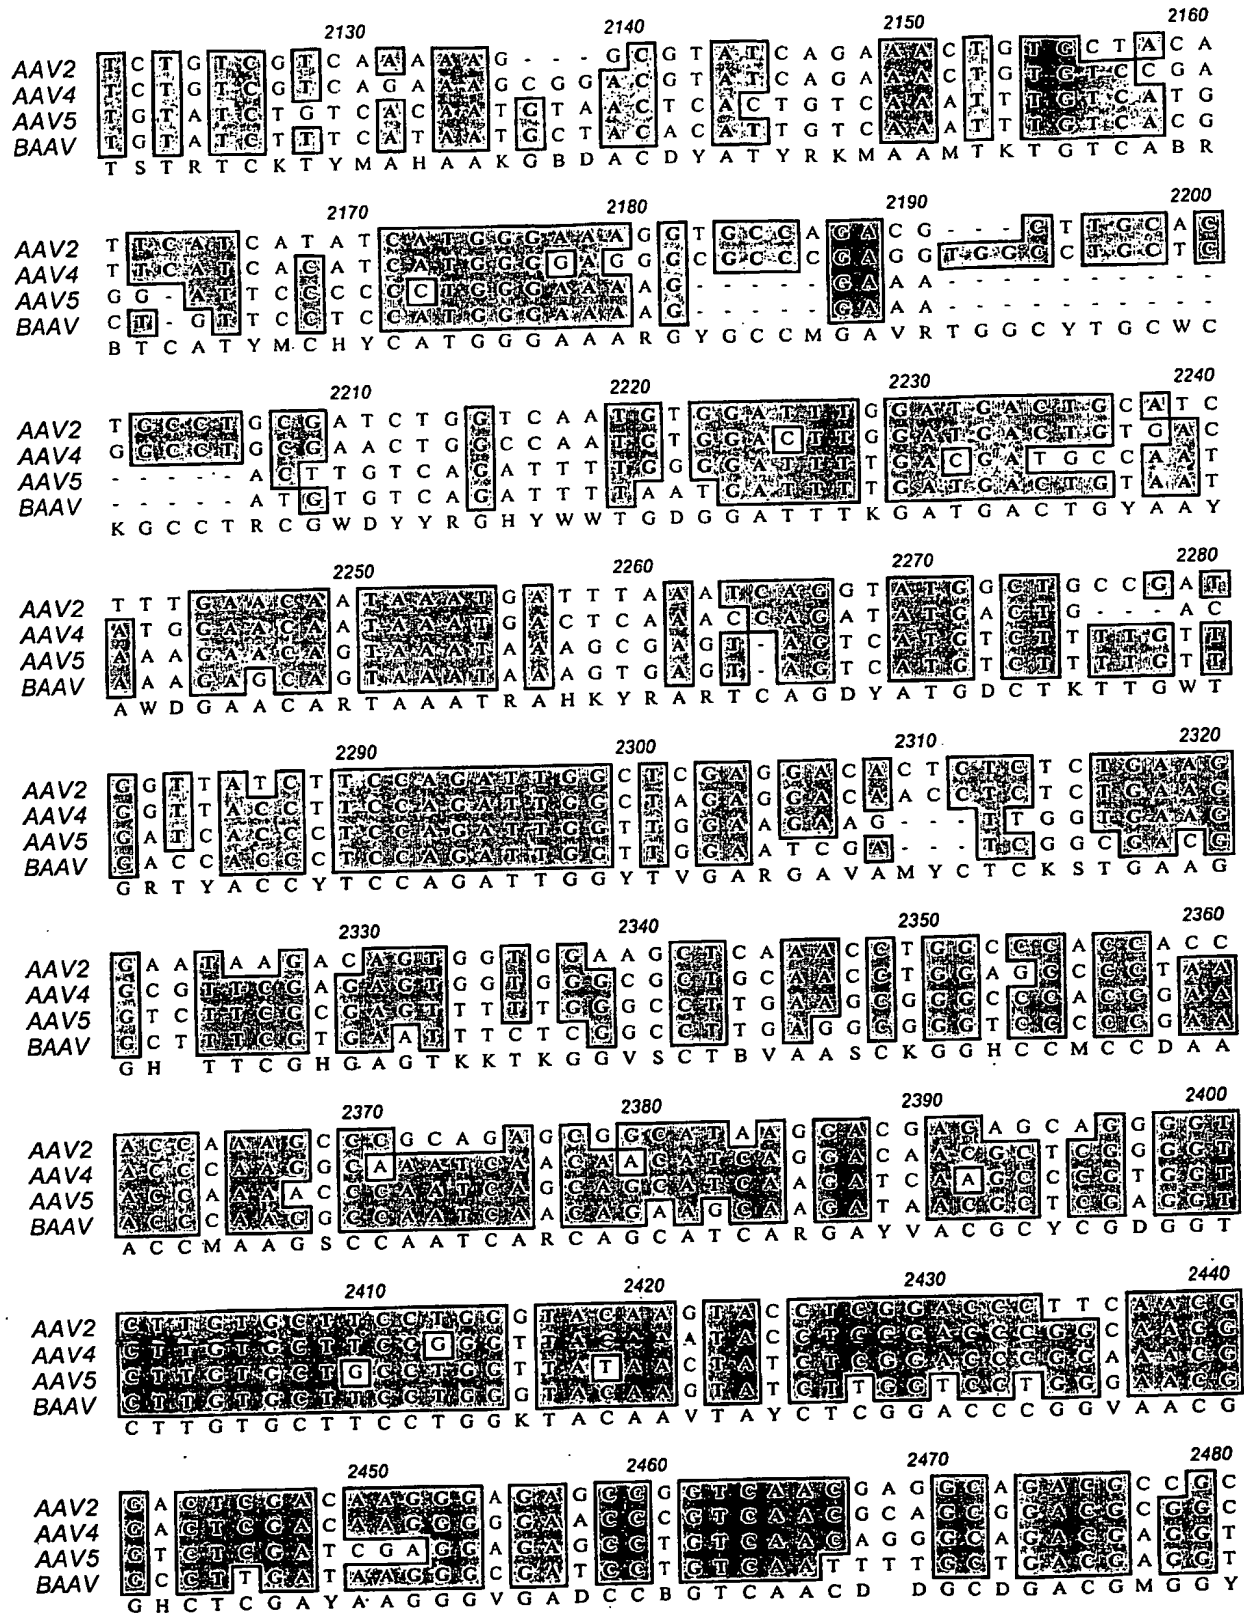 2130 2140 2150 2160
AAV2 T C T G T C G T C A A A A A G - - - G C G T A T C A G A A A C T G T G C T A C A
AAV4 T C T G T C G T C A G A A A G C G G A C G T A T C A G A A A C T G T G T C C G A
AAV5 T G T A T C T G T C A C A A T G T A A C T C A C T G T C A A A T T T G T C A T G
BAAV T G T A T C T T T C A T A A T G C T A C A C A T T G T C A A A T T T G T C A C G
T S T R T C K T Y M A H A A K G B D A C D Y A T Y R K M A A M T K T G T C A B R
2170 2180 2190 2200
AAV2 T T C A T C A T A T C A T G G G A A A G G T G C C A G A C G - - - C T T G C A C
AAV4 T T C A T C A C A T C A T G G G G A G G G C G C C C G A G G T G G C C T G C T C
AAV5 G G - A T T C C C C C C T G G G A A A A G - - - - - G A A A - - - - - - - - - -
BAAV C T - G T T C C T C C A T G G G A A A A G - - - - - G A A A - - - - - - - - - -
B T C A T Y M C H Y C A T G G G A A A R G Y G C C M G A V R T G G C Y T G C W C
2210 2220 2230 2240
AAV2 T G C C T G C G A T C T G G T C A A T G T G G A T T T G G A T G A C T G C A T C
AAV4 G G C C T G C G A A C T G G C C A A T G T G G A C T T G G A T G A C T G T G A C
AAV5 - - - - - A C T T G T C A G A T T T T G G G G A T T T T G A C G A T G C C A A T
BAAV - - - - - A T G T G T C A G A T T T T A A T G A T T T T G A T G A C T G T A A T
K G C C T R C G W D Y Y R G H Y W W T G D G G A T T T K G A T G A C T G Y A A Y
2250 2260 2270 2280
AAV2 T T T G A A C A A T A A A T G A T T T A A A T C A G G T A T G G C T G C C G A T
AAV4 A T G G A A C A A T A A A T G A C T C A A A C C A G A T A T G A C T G - - - A C
AAV5 A A A G A A C A G T A A A T A A A G C G A G T - A G T C A T G T C T T T T G T T
BAAV A A A G A G C A G T A A A T A A A G T G A G T - A G T C A T G T C T T T T G T T
A W D G A A C A R T A A A T R A H K Y R A R T C A G D Y A T G D C T K T T G W T
2290 2300 2310 2320
AAV2 G G T T A T C T T C C A G A T T G G C T C G A G G A C A C T C T C T C T G A A G
AAV4 G G T T A C C T T C C A G A T T G G C T A G A G G A C A A C C T C T C T G A A G
AAV5 G A T C A C C C T C C A G A T T G G T T G G A A G A A G - - - T T G G T G A A G
BAAV G A C C A C C C T C C A G A T T G G T T G G A A T C G A - - - T C G G C G A C G
G R T Y A C C Y T C C A G A T T G G Y T V G A R G A V A M Y C T C K S T G A A G
2330 2340 2350 2360
AAV2 G A A T A A G A C A G T G G T G G A A G C T C A A A C C T G G C C C A C C A C C
AAV4 G C G T T C G A G A G T G G T G G G C G C T G C A A C C T G G A G C C C C T A A
AAV5 G T C T T C G C G A G T T T T T G G G C C T T G A A G C G G G C C C A C C G A A
BAAV G C T T T C G T G A A T T T C T C G G C C T T G A G G C G G G T C C C C C G A A
G H T T C G H G A G T K K T K G G V S C T B V A A S C K G G H C C M C C D A A
2370 2380 2390 2400
AAV2 A C C A A A G C C C G C A G A G C G G C A T A A G G A C G A C A G C A G G G G T
AAV4 A C C C A A G G C A A A T C A A C A A C A T C A G G A C A A C G C T C G G G G T
AAV5 A C C A A A A C C C A A T C A G C A G C A T C A A G A T C A A G C C C G T G G T
BAAV A C C C A A G G C C A A T C A A C A G A A G C A A G A T A A C G C T C G A G G T
A C C M A A G S C C A A T C A R C A G C A T C A R G A Y V A C G C Y C G D G G T
2410 2420 2430 2440
AAV2 C T T G T G C T T C C T G G G T A C A A G T A C C T C G G A C C C T T C A A C G
AAV4 C T T G T G C T T C C G G G T T A C A A A T A C C T C G G A C C C G G C A A C G
AAV5 C T T G T G C T G C C T G G T T A T A A C T A T C T C G G A C C C G G A A A C G
BAAV C T T G T G C T T C C T G G G T A C A A G T A T C T T G G T C C T G G G A A C G
C T T G T G C T T C C T G G K T A C A A V T A Y C T C G G A C C C G G V A A C G
2450 2460 2470 2480
AAV2 G A C T C G A C A A G G G A G A G C C G G T C A A C G A G G C A G A C G C C G C
AAV4 G A C T C G A C A A G G G G G A A C C C G T C A A C G C A G C G G A C G C G G C
AAV5 G T C T C G A T C G A G G A G A G C C T G T C A A C A G G G C A G A C G A G G T
BAAV G C C T T G A T A A G G G C G A T C C T G T C A A T T T T G C T G A C G A G G T
G H C T C G A Y A A G G G V G A D C C B G T C A A C D D G C D G A C G M G G Y